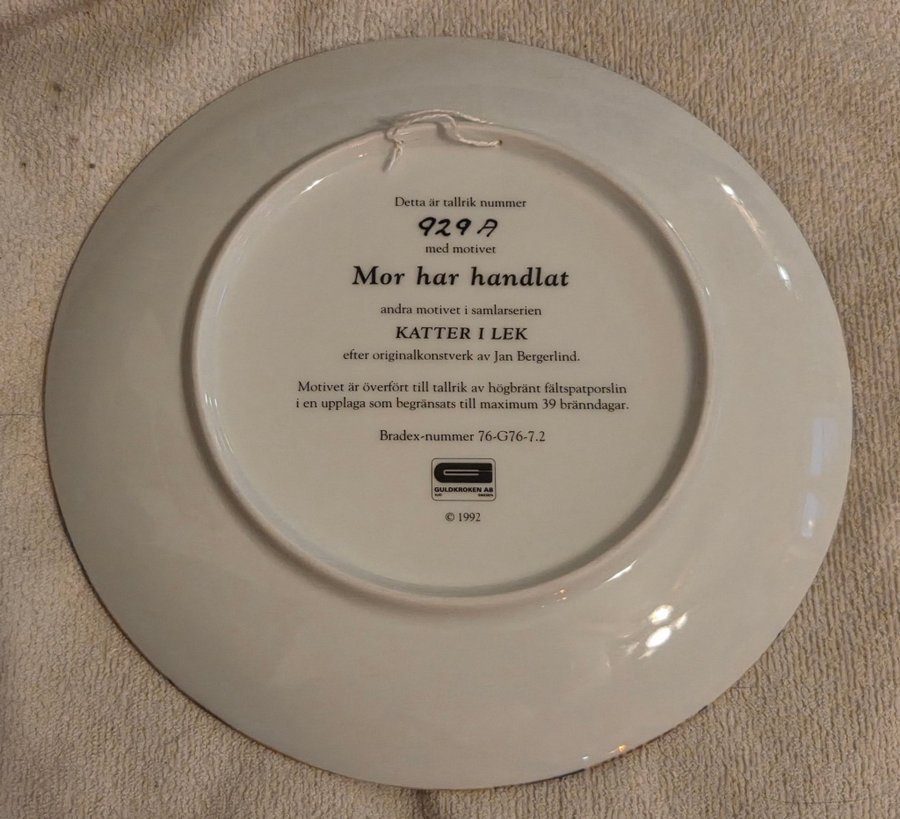 Detta är tallrik nummer
929 A
med motivet
Mor har handlat
andra motivet i samlarserien
KATTER I LEK
efter originalkonstverk av Jan Bergerlind.
Motivet är överfört till tallrik av högbränt fältspatporslin
i en upplaga som begränsats till maximum 39 bränndagar.
Bradex-nummer 76-G76-7.2
GULDKROKEN AB
HJO SWEDEN
© 1992